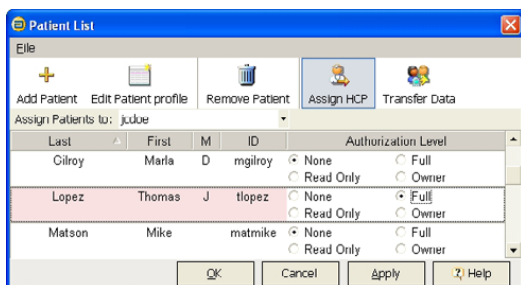 Patient List
File
Add Patient Edit Patient profile Remove Patient Assign HCP Transfer Data
Assign Patients to: jcdoe
Last First M ID Authorization Level
Gilroy Marla D mgilroy None Full
Read Only Owner
Lopez Thomas J tlopez None Full
Read Only Owner
Matson Mike matmike None Full
Read Only Owner
OK Cancel Apply Help